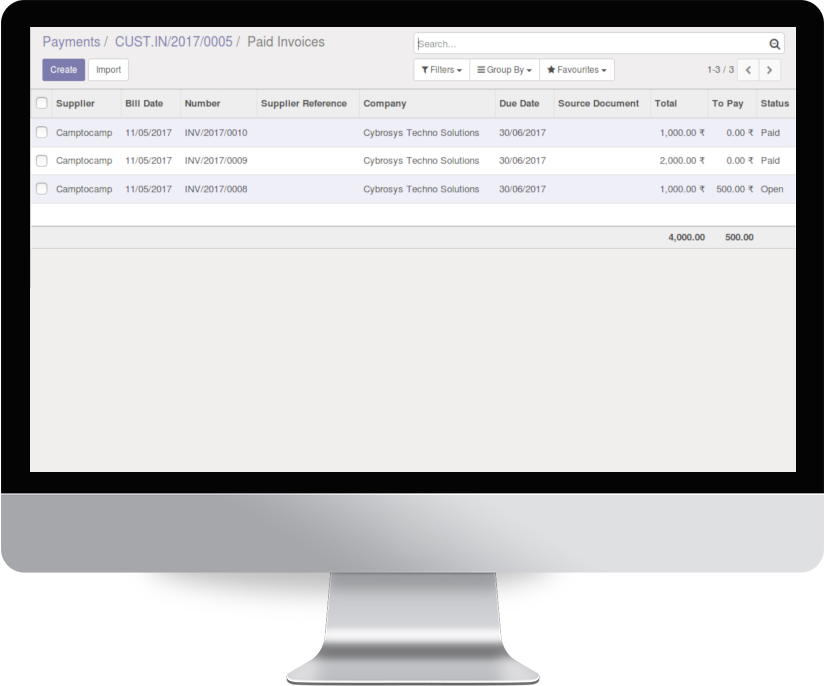 Payments / CUST.IN/2017/0005 / Paid Invoices
Search...
Create Import
Filters Group By Favourites 1-3 / 3
Supplier Bill Date Number Supplier Reference Company Due Date Source Document Total To Pay Status
Camptocamp 11/05/2017 INV/2017/0010 Cybrosys Techno Solutions 30/06/2017 1,000.00 ₹ 0.00 ₹ Paid
Camptocamp 11/05/2017 INV/2017/0009 Cybrosys Techno Solutions 30/06/2017 2,000.00 ₹ 0.00 ₹ Paid
Camptocamp 11/05/2017 INV/2017/0008 Cybrosys Techno Solutions 30/06/2017 1,000.00 ₹ 500.00 ₹ Open
4,000.00 500.00